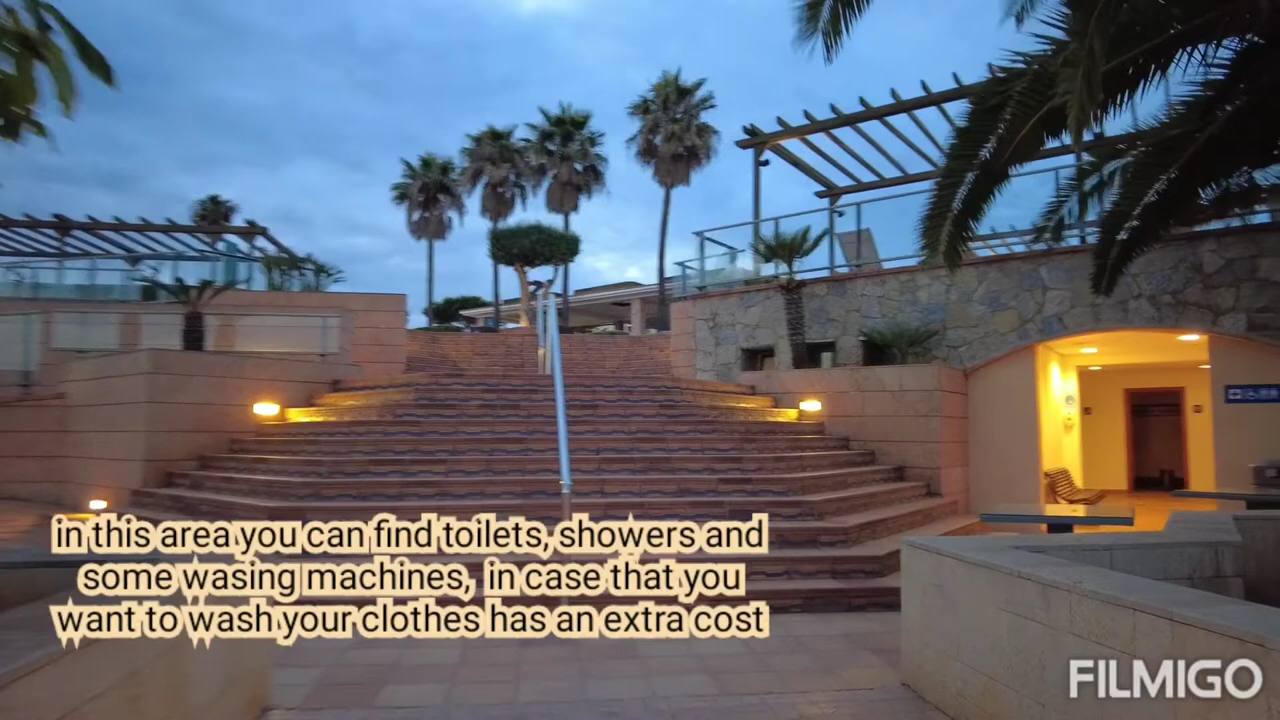 in this area you can find toilets, showers and
some wasing machines, in case that you
want to wash your clothes has an extra cost
FILMIGO